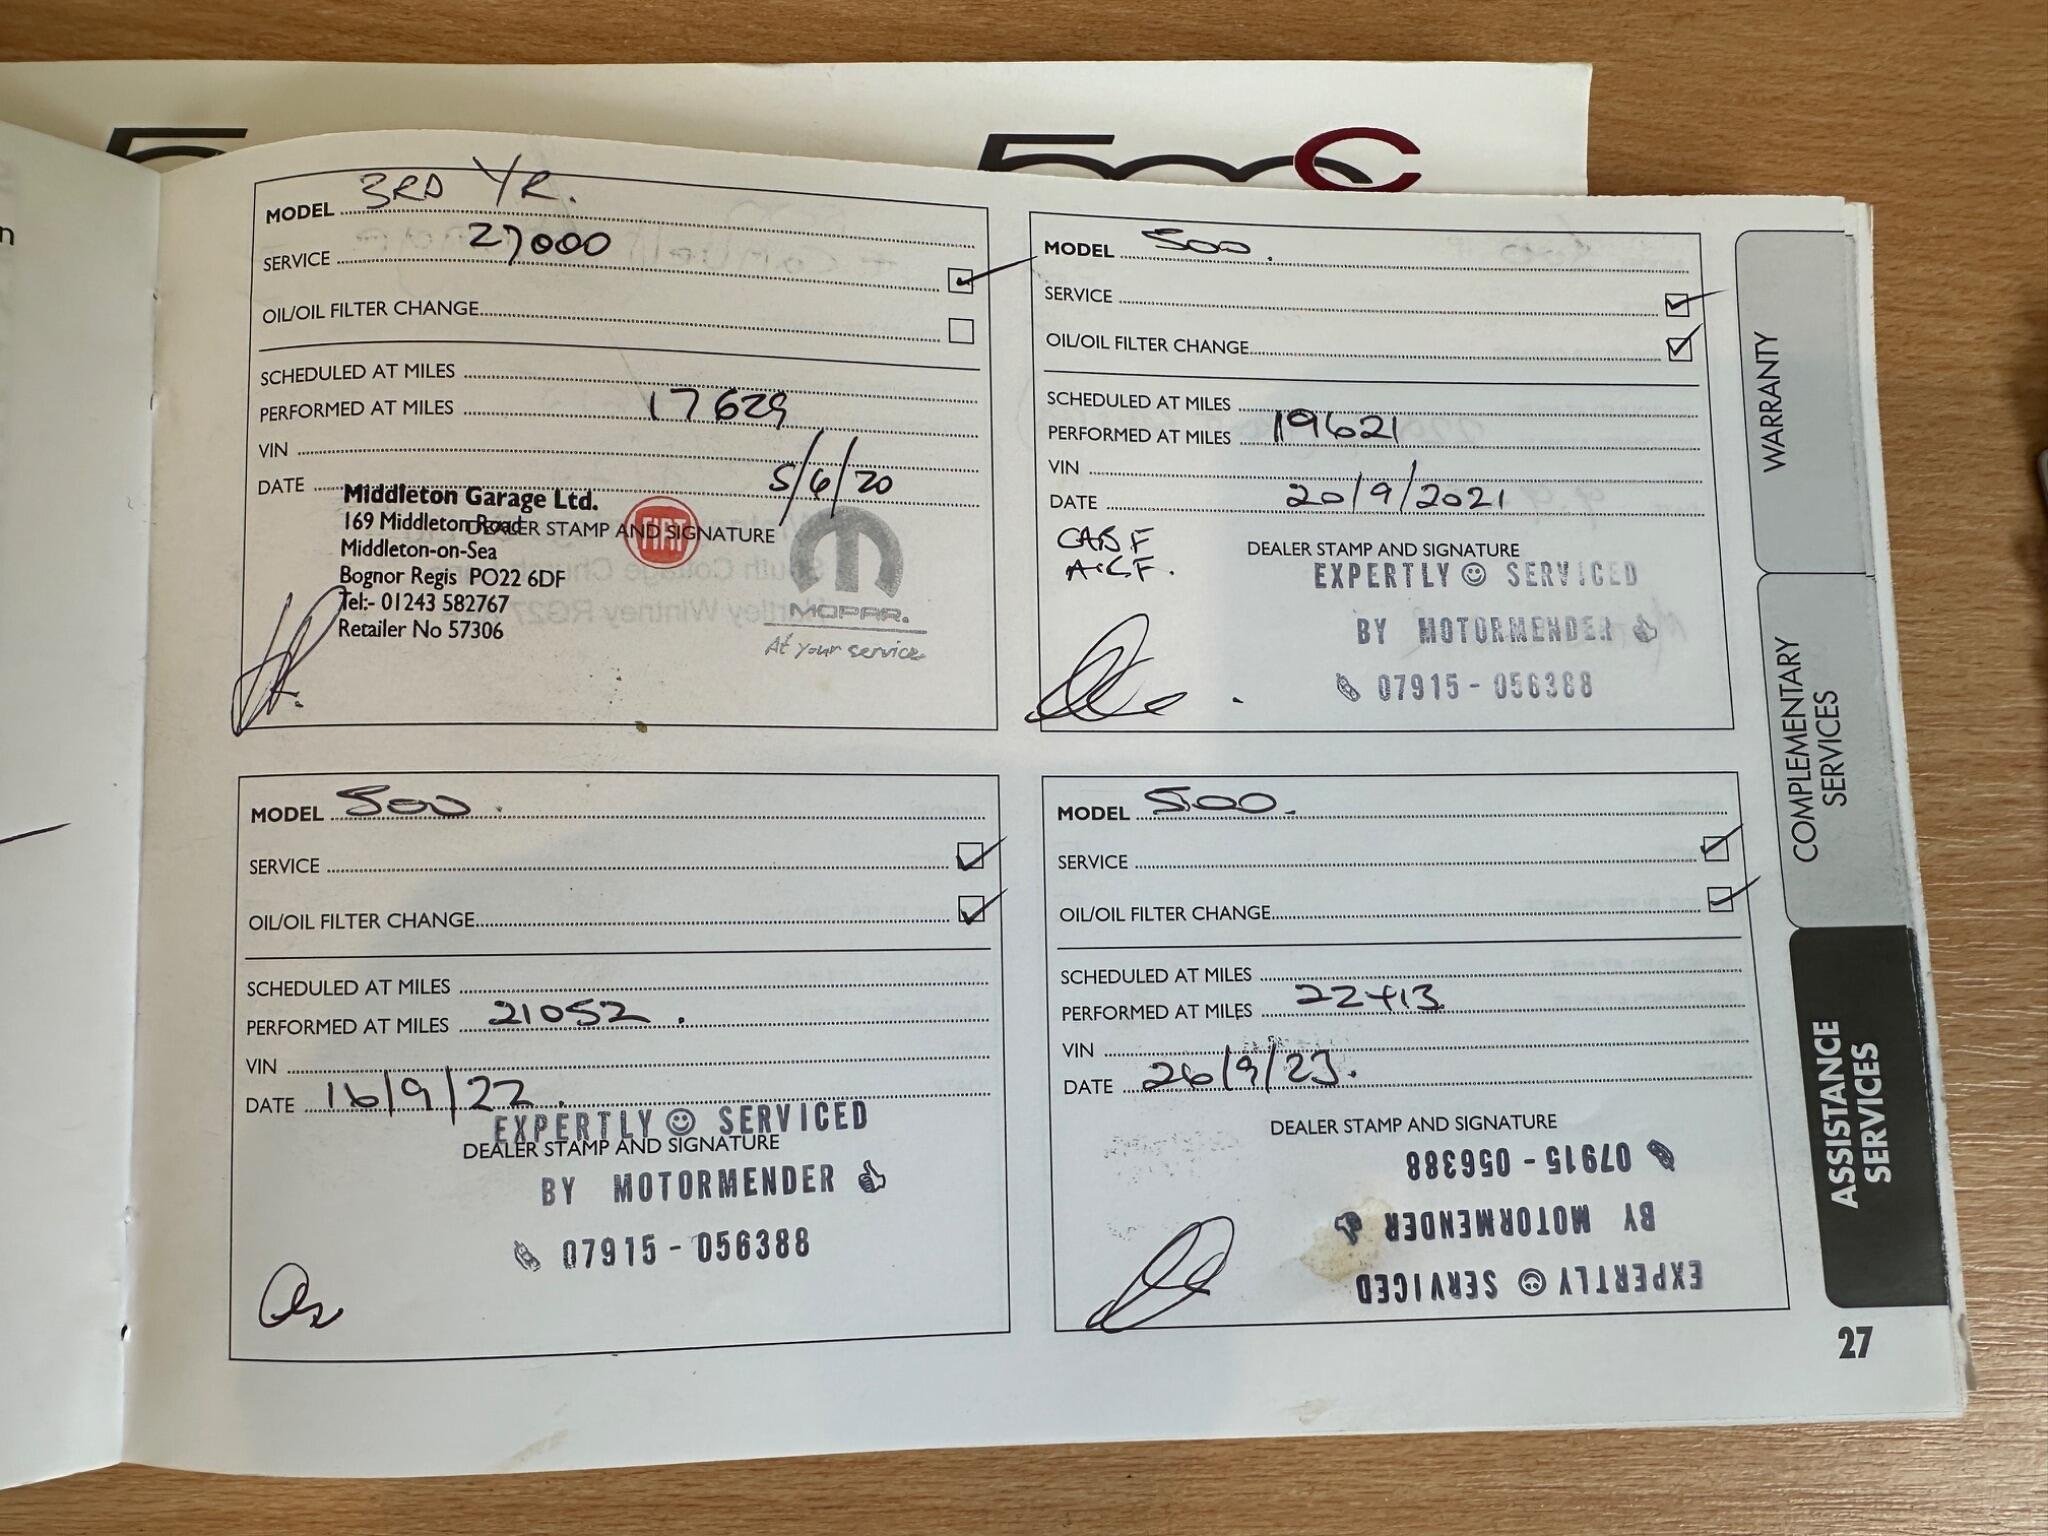 500C
MODEL 3RD YR.
SERVICE 27000
OIL/OIL FILTER CHANGE
SCHEDULED AT MILES
PERFORMED AT MILES 17629
VIN
DATE 5/6/20
DEALER STAMP AND SIGNATURE
Middleton Garage Ltd.
169 Middleton Road
Middleton-on-Sea
Bognor Regis PO22 6DF
Tel:- 01243 582767
Retailer No 57306
FIAT
MOPAR.
At your service
MODEL 500.
SERVICE
OIL/OIL FILTER CHANGE
SCHEDULED AT MILES
PERFORMED AT MILES 19621
VIN
DATE 20/9/2021
CAB F
A.C F.
DEALER STAMP AND SIGNATURE
EXPERTLY SERVICED
BY MOTORMENDER
07915 - 056388
MODEL 500.
SERVICE
OIL/OIL FILTER CHANGE
SCHEDULED AT MILES
PERFORMED AT MILES 21052.
VIN
DATE 16/9/22.
DEALER STAMP AND SIGNATURE
EXPERTLY SERVICED
BY MOTORMENDER
07915 - 056388
MODEL 500.
SERVICE
OIL/OIL FILTER CHANGE
SCHEDULED AT MILES
PERFORMED AT MILES 22413
VIN
DATE 26/9/23.
DEALER STAMP AND SIGNATURE
EXPERTLY SERVICED
BY MOTORMENDER
07915 - 056388
WARRANTY
COMPLEMENTARY
SERVICES
ASSISTANCE
SERVICES
27